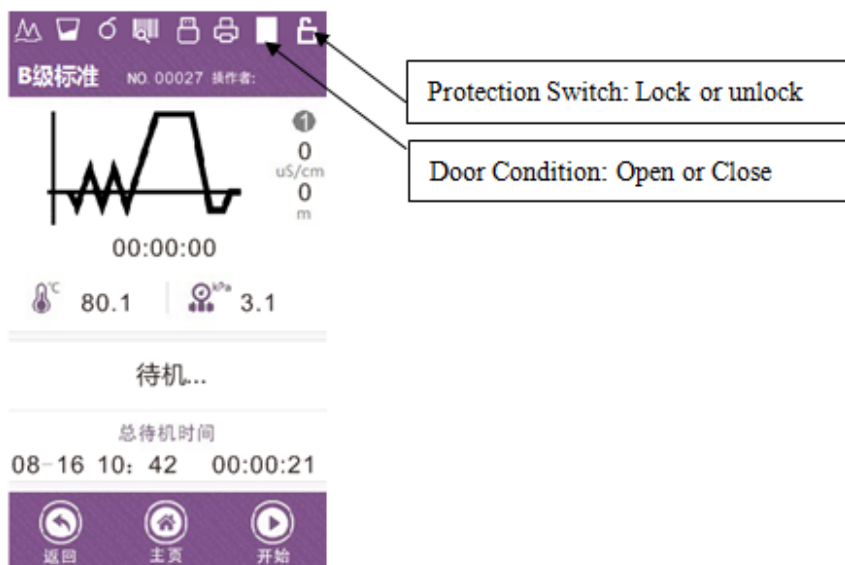 B级标准 NO. 00027 操作者:
Protection Switch: Lock or unlock
Door Condition: Open or Close
1
0
uS/cm
0
m
00:00:00
℃ 80.1 kPa 3.1
待机...
总待机时间
08-16 10: 42 00:00:21
返回 主页 开始